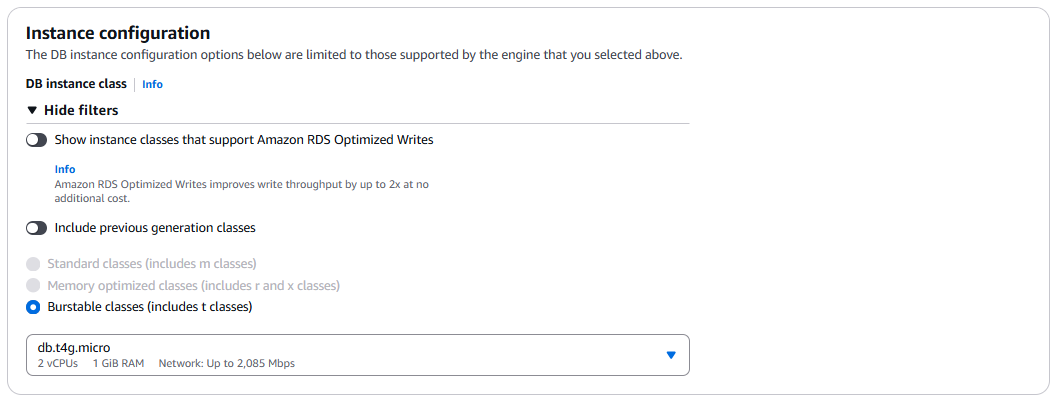 Instance configuration
The DB instance configuration options below are limited to those supported by the engine that you selected above.
DB instance class Info
Hide filters
Show instance classes that support Amazon RDS Optimized Writes
Info
Amazon RDS Optimized Writes improves write throughput by up to 2x at no
additional cost.
Include previous generation classes
Standard classes (includes m classes)
Memory optimized classes (includes r and x classes)
Burstable classes (includes t classes)
db.t4g.micro
2 vCPUs 1 GiB RAM Network: Up to 2,085 Mbps